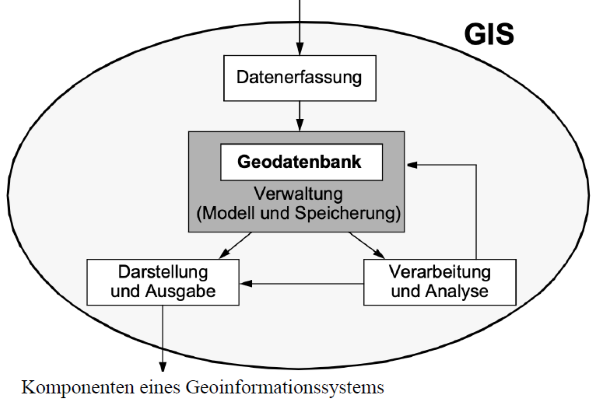 GIS
Datenerfassung
Geodatenbank
Verwaltung
(Modell und Speicherung)
Darstellung
und Ausgabe
Verarbeitung
und Analyse
Komponenten eines Geoinformationssystems